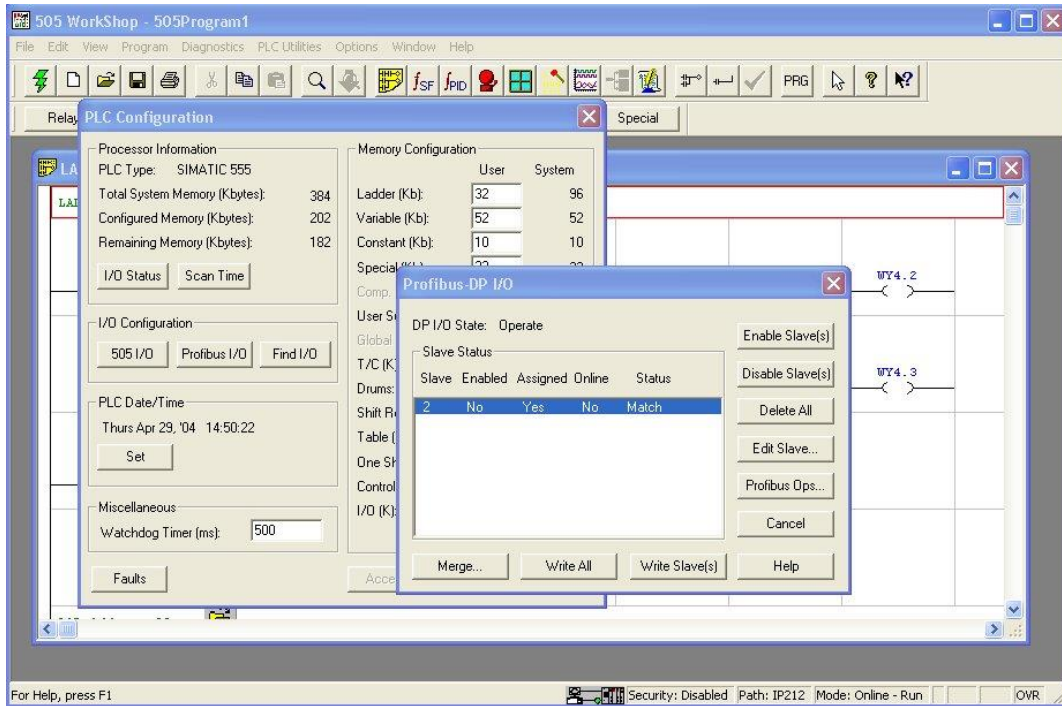 505 WorkShop - 505Program1
File Edit View Program Diagnostics PLC Utilities Options Window Help
SF PID PRG
PLC Configuration
Special
Processor Information
PLC Type: SIMATIC 555
Total System Memory (Kbytes): 384
Configured Memory (Kbytes): 202
Remaining Memory (Kbytes): 182
I/O Status Scan Time
I/O Configuration
505 I/O Profibus I/O Find I/O
PLC Date/Time
Thurs Apr 29, '04 14:50:22
Set
Miscellaneous
Watchdog Timer (ms): 500
Faults
Memory Configuration
User System
Ladder (Kb): 32 96
Variable (Kb): 52 52
Constant (Kb): 10 10
Special
Comp.
User
Global
T/C (K
Drums:
Shift
Table (
One
Control
I/O (K):
Profibus-DP I/O
DP I/O State: Operate
Slave Status
Slave Enabled Assigned Online Status
2 No Yes No Match
Enable Slave(s)
Disable Slave(s)
Delete All
Edit Slave...
Profibus Ops...
Cancel
Merge... Write All Write Slave(s) Help
WY4.2
WY4.3
For Help, press F1
Security: Disabled Path: IP212 Mode: Online - Run OVR